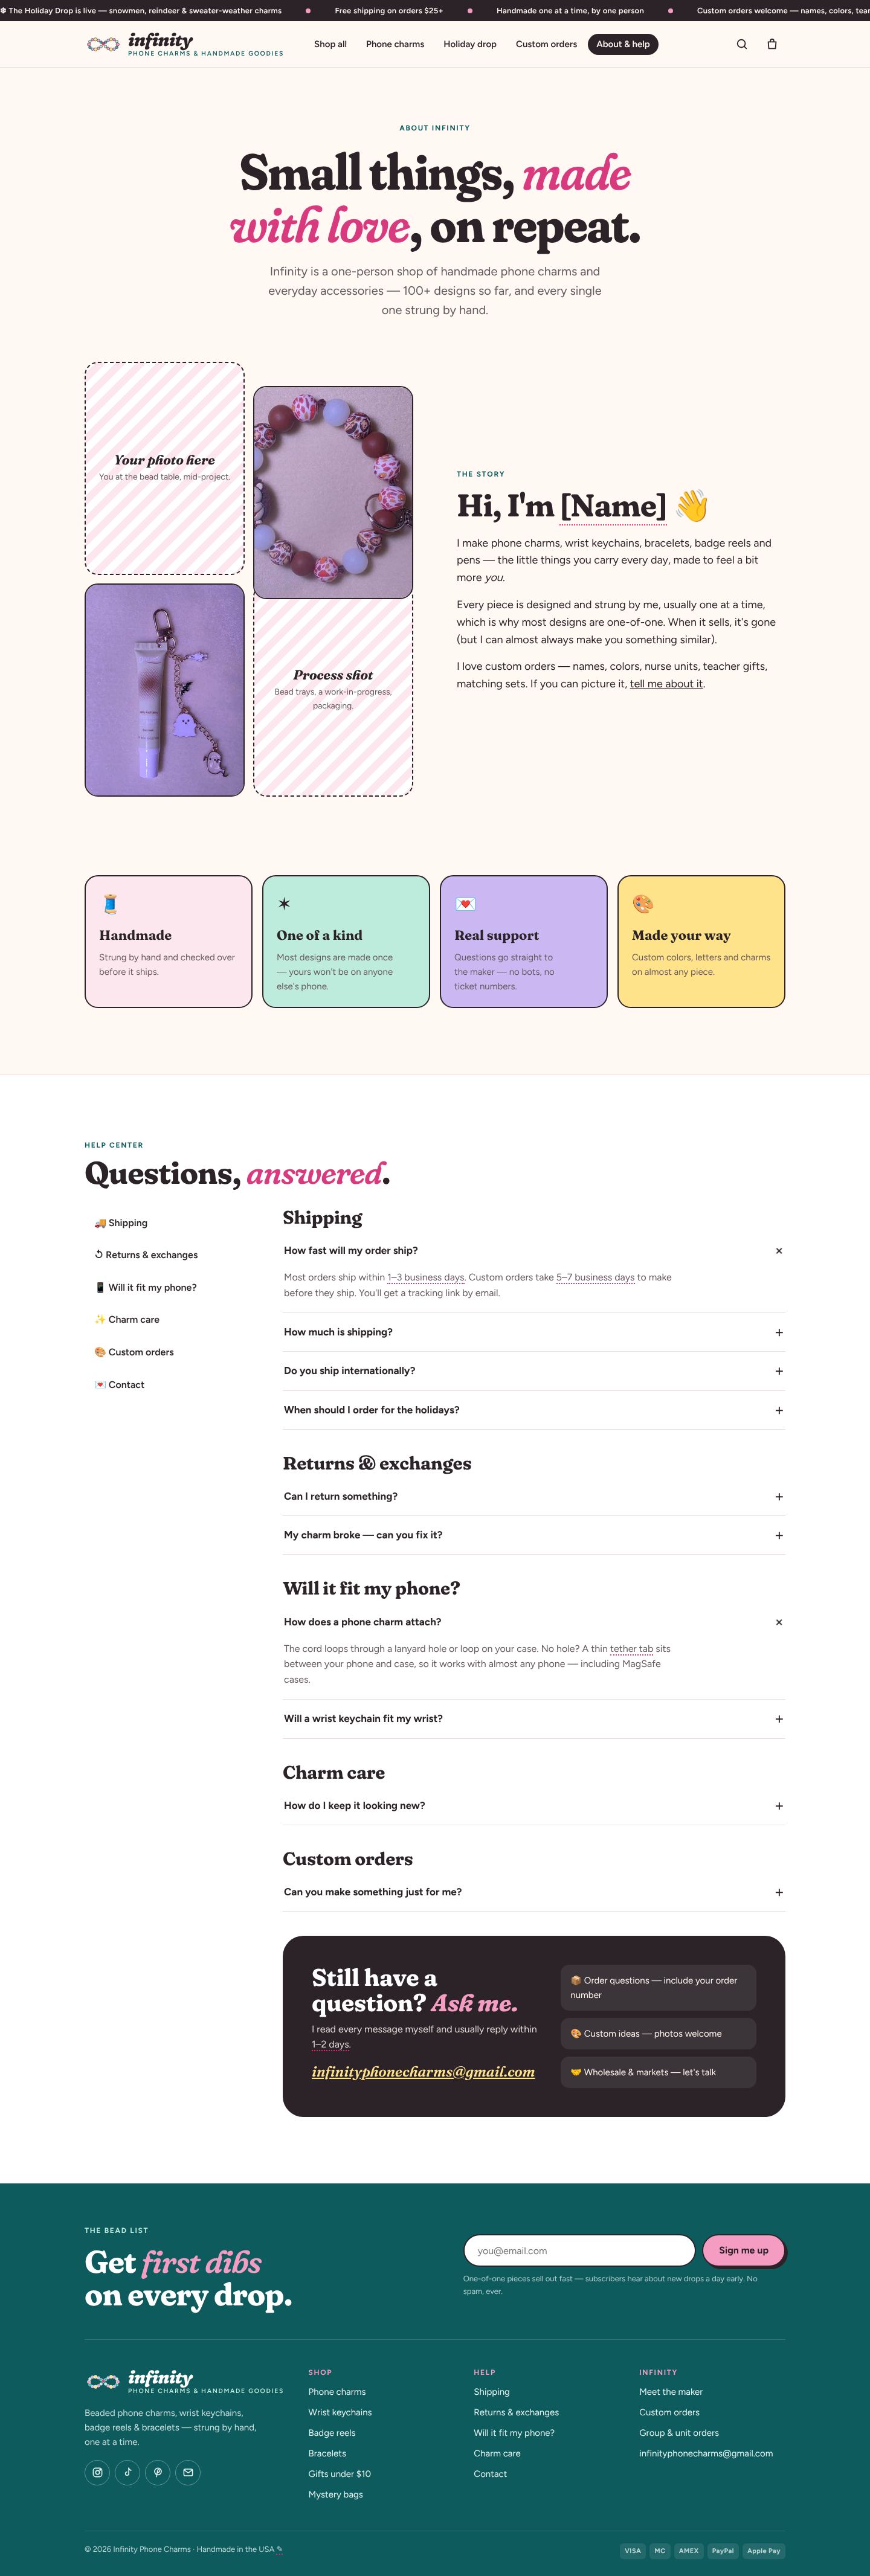 ✽ The Holiday Drop is live — snowmen, reindeer & sweater-weather charms
Free shipping on orders $25+
Handmade one at a time, by one person
Custom orders welcome — names, colors, tear
infinity
PHONE CHARMS & HANDMADE GOODIES
Shop all
Phone charms
Holiday drop
Custom orders
About & help
ABOUT INFINITY
Small things, made
with love, on repeat.
Infinity is a one-person shop of handmade phone charms and
everyday accessories — 100+ designs so far, and every single
one strung by hand.
Your photo here
You at the bead table, mid-project.
Process shot
Bead trays, a work-in-progress,
packaging.
THE STORY
Hi, I'm [Name] 👋
I make phone charms, wrist keychains, bracelets, badge reels and
pens — the little things you carry every day, made to feel a bit
more you.
Every piece is designed and strung by me, usually one at a time,
which is why most designs are one-of-one. When it sells, it's gone
(but I can almost always make you something similar).
I love custom orders — names, colors, nurse units, teacher gifts,
matching sets. If you can picture it, tell me about it.
Handmade
Strung by hand and checked over
before it ships.
One of a kind
Most designs are made once
— yours won't be on anyone
else's phone.
Real support
Questions go straight to
the maker — no bots, no
ticket numbers.
Made your way
Custom colors, letters and charms
on almost any piece.
HELP CENTER
Questions, answered.
🚚 Shipping
↺ Returns & exchanges
📱 Will it fit my phone?
✨ Charm care
🎨 Custom orders
💌 Contact
Shipping
How fast will my order ship?
Most orders ship within 1–3 business days. Custom orders take 5–7 business days to make
before they ship. You'll get a tracking link by email.
How much is shipping?
Do you ship internationally?
When should I order for the holidays?
Returns & exchanges
Can I return something?
My charm broke — can you fix it?
Will it fit my phone?
How does a phone charm attach?
The cord loops through a lanyard hole or loop on your case. No hole? A thin tether tab sits
between your phone and case, so it works with almost any phone — including MagSafe
cases.
Will a wrist keychain fit my wrist?
Charm care
How do I keep it looking new?
Custom orders
Can you make something just for me?
Still have a
question? Ask me.
I read every message myself and usually reply within
1–2 days.
infinityphonecharms@gmail.com
📦 Order questions — include your order
number
🎨 Custom ideas — photos welcome
🤝 Wholesale & markets — let's talk
THE BEAD LIST
Get first dibs
on every drop.
you@email.com
Sign me up
One-of-one pieces sell out fast — subscribers hear about new drops a day early. No
spam, ever.
infinity
PHONE CHARMS & HANDMADE GOODIES
Beaded phone charms, wrist keychains,
badge reels & bracelets — strung by hand,
one at a time.
SHOP
Phone charms
Wrist keychains
Badge reels
Bracelets
Gifts under $10
Mystery bags
HELP
Shipping
Returns & exchanges
Will it fit my phone?
Charm care
Contact
INFINITY
Meet the maker
Custom orders
Group & unit orders
infinityphonecharms@gmail.com
© 2026 Infinity Phone Charms · Handmade in the USA ✎
VISA
MC
AMEX
PayPal
Apple Pay